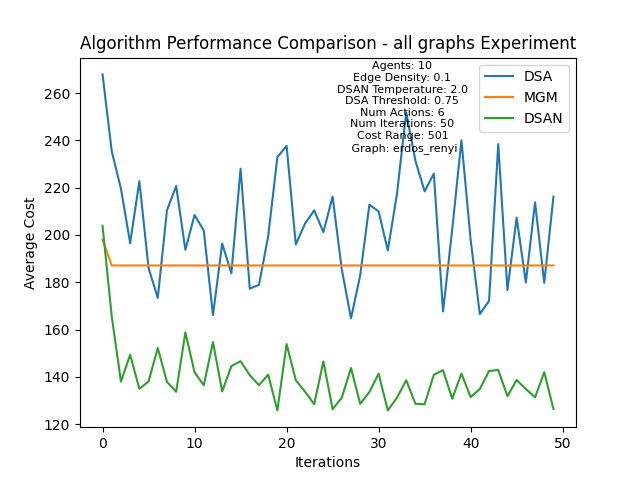 Algorithm Performance Comparison - all graphs Experiment
Agents: 10
Edge Density: 0.1
DSAN Temperature: 2.0
DSA Threshold: 0.75
Num Actions: 6
Num Iterations: 50
Cost Range: 501
Graph: erdos_renyi
DSA
MGM
DSAN
Average Cost
260
240
220
200
180
160
140
120
0
10
20
30
40
50
Iterations